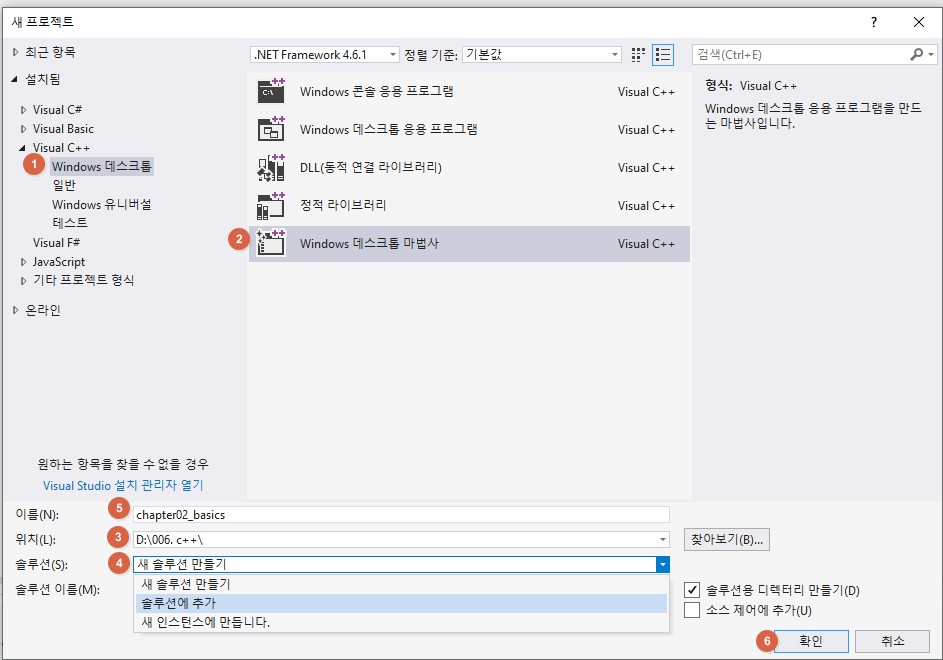 새 프로젝트
?
최근 항목
설치됨
Visual C#
Visual Basic
Visual C++
1
Windows 데스크톱
일반
Windows 유니버설
테스트
Visual F#
JavaScript
기타 프로젝트 형식
온라인
원하는 항목을 찾을 수 없을 경우
Visual Studio 설치 관리자 열기
.NET Framework 4.6.1
정렬 기준:
기본값
검색(Ctrl+E)
C:\
Windows 콘솔 응용 프로그램
Visual C++
Windows 데스크톱 응용 프로그램
Visual C++
DLL(동적 연결 라이브러리)
Visual C++
정적 라이브러리
Visual C++
2
Windows 데스크톱 마법사
Visual C++
형식: Visual C++
Windows 데스크톱 응용 프로그램을 만드
는 마법사입니다.
이름(N):
5
chapter02_basics
위치(L):
3
D:\006. c++\
찾아보기(B)...
솔루션(S):
4
새 솔루션 만들기
솔루션 이름(M):
새 솔루션 만들기
솔루션에 추가
새 인스턴스에 만듭니다.
솔루션용 디렉터리 만들기(D)
소스 제어에 추가(U)
6
확인
취소